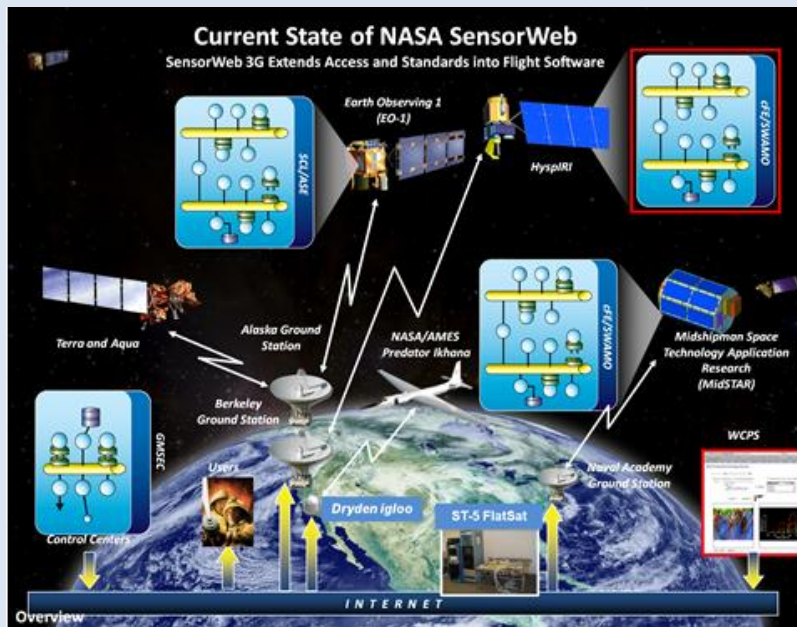 Current State of NASA SensorWeb
SensorWeb 3G Extends Access and Standards into Flight Software
Earth Observing 1
(EO-1)
SCL/ASE
HyspIRI
cFE/SWAMO
Terra and Aqua
Alaska Ground
Station
NASA/AMES
Predator Ikhana
cFE/SWAMO
Midshipman Space
Technology Application
Research
(MidSTAR)
Berkeley
Ground Station
GMSEC
Users
WCPS
Naval Academy
Ground Station
Dryden igloo
ST-5 FlatSat
Control Centers
INTERNET
Overview